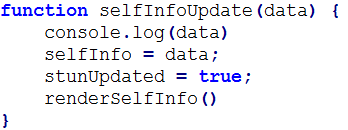 function selfInfoUpdate(data) {
    console.log(data)
    selfInfo = data;
    stunUpdated = true;
    renderSelfInfo()
}